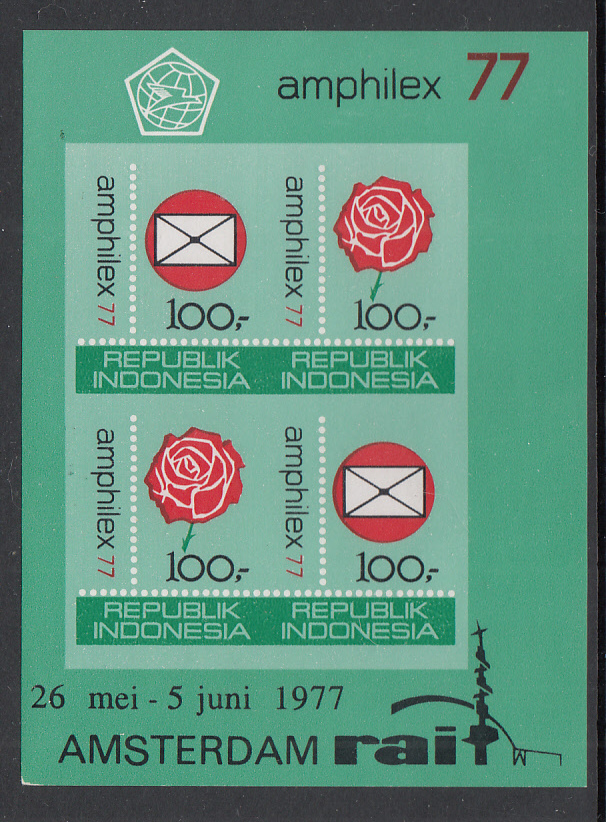 amphilex 77
amphilex 77
100,-
amphilex 77
100,-
REPUBLIK
INDONESIA
REPUBLIK
INDONESIA
amphilex 77
100,-
amphilex 77
100,-
REPUBLIK
INDONESIA
REPUBLIK
INDONESIA
26 mei - 5 juni 1977
AMSTERDAM rai